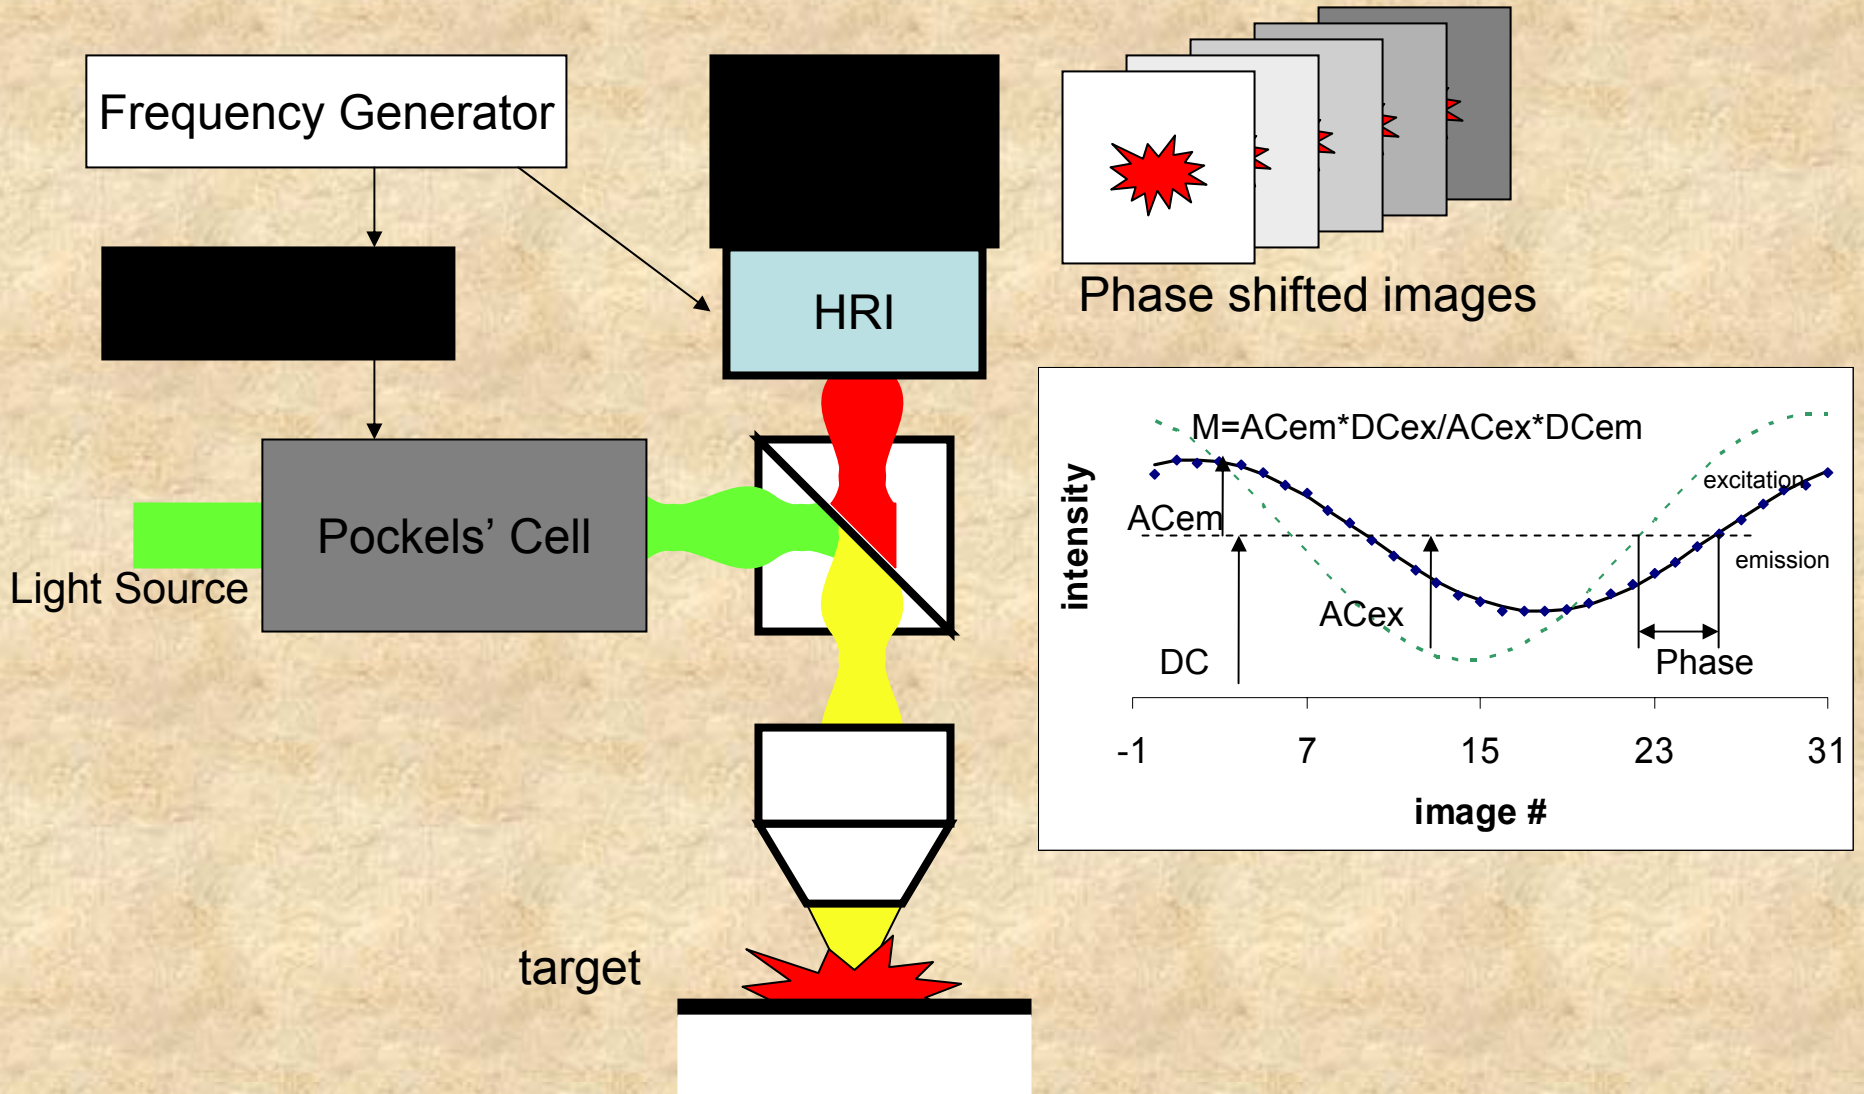 Frequency Generator
HRI
Phase shifted images
Pockels’ Cell
Light Source
target
M=ACem*DCex/ACex*DCem
intensity
excitation
ACem
emission
ACex
DC
Phase
-1 7 15 23 31
image #